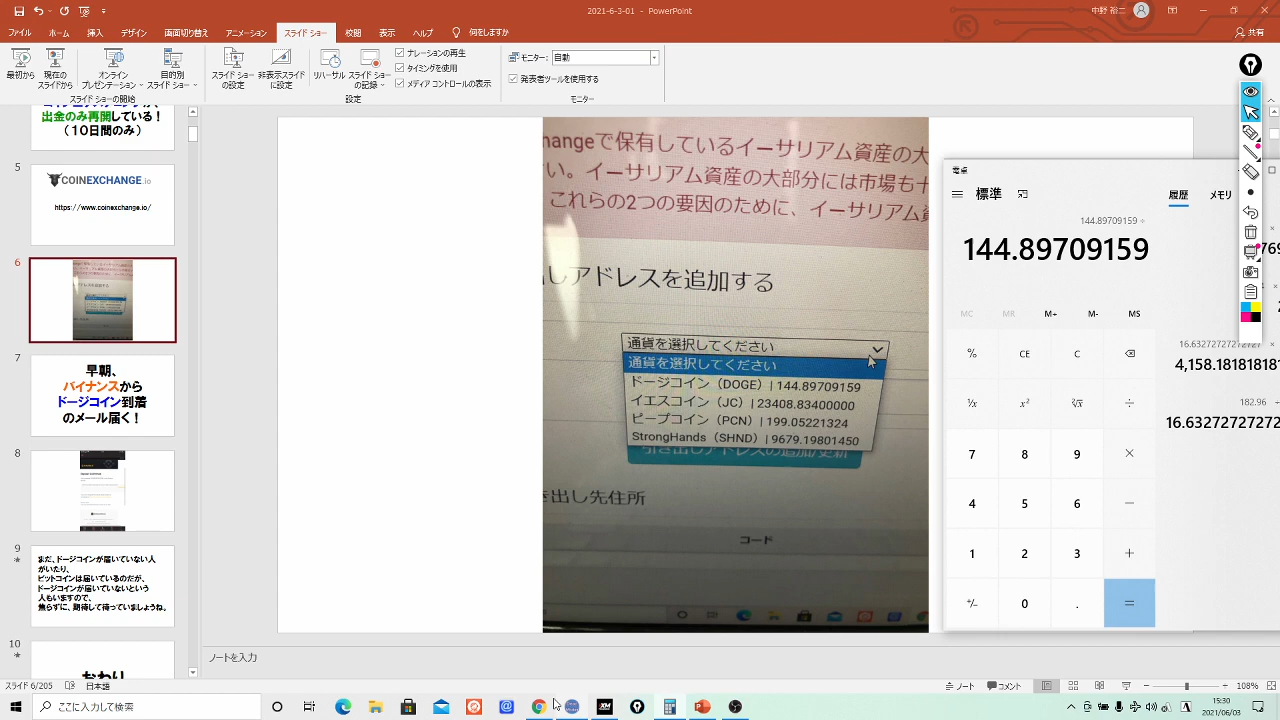 2021-6-3-01 - PowerPoint
中野 裕二
ファイル ホーム 挿入 デザイン 画面切り替え アニメーション スライド ショー 校閲 表示 ヘルプ 何をしますか
共有
最初から
現在の
スライドから
オンライン
プレゼンテーション
目的別
スライド ショー
スライド ショーの開始
スライド ショー
の設定
非表示スライド
に設定
リハーサル
スライド ショー
の記録
ナレーションの再生
タイミングを使用
メディア コントロールの表示
設定
モニター: 自動
発表者ツールを使用する
モニター
出金のみ再開している!
(10日間のみ)
5
COINEXCHANGE.io
https://www.coinexchange.io/
6
7
早朝、
バイナンスから
ドージコイン到着
のメール届く!
8
9
まだ、ドージコインが届いていない人
がいたり、
ビットコインは届いているのだが、
ドージコインが届いていないという
人もいますので、
焦らずに、期待して待っていましょうね。
10
おわり
hangeで保有しているイーサリアム資産の大
い。イーサリアム資産の大部分には市場も十
これらの2つの要因のために、イーサリアム資
しアドレスを追加する
通貨を選択してください
通貨を選択してください
ドージコイン(DOGE)| 144.89709159
イエスコイン(JC)| 23408.83400000
ピープコイン(PCN)| 199.05221324
StrongHands(SHND)| 9679.19801450
引き出しアドレスの追加/更新
き出し先住所
コード
電卓
標準
履歴 メモリ
144.89709159 ÷
144.89709159
MC MR M+ M- MS
% CE C
¹/x x² ²√x ÷
7 8 9 ×
4 5 6 −
1 2 3 +
+/− 0 . =
16.6327272727 ×
4,158.18181818
182.96 ÷
16.632727272
ノートを入力
スライド 6/205 日本語
ノート コメント 108%
ここに入力して検索
A
15:30
2021/06/03